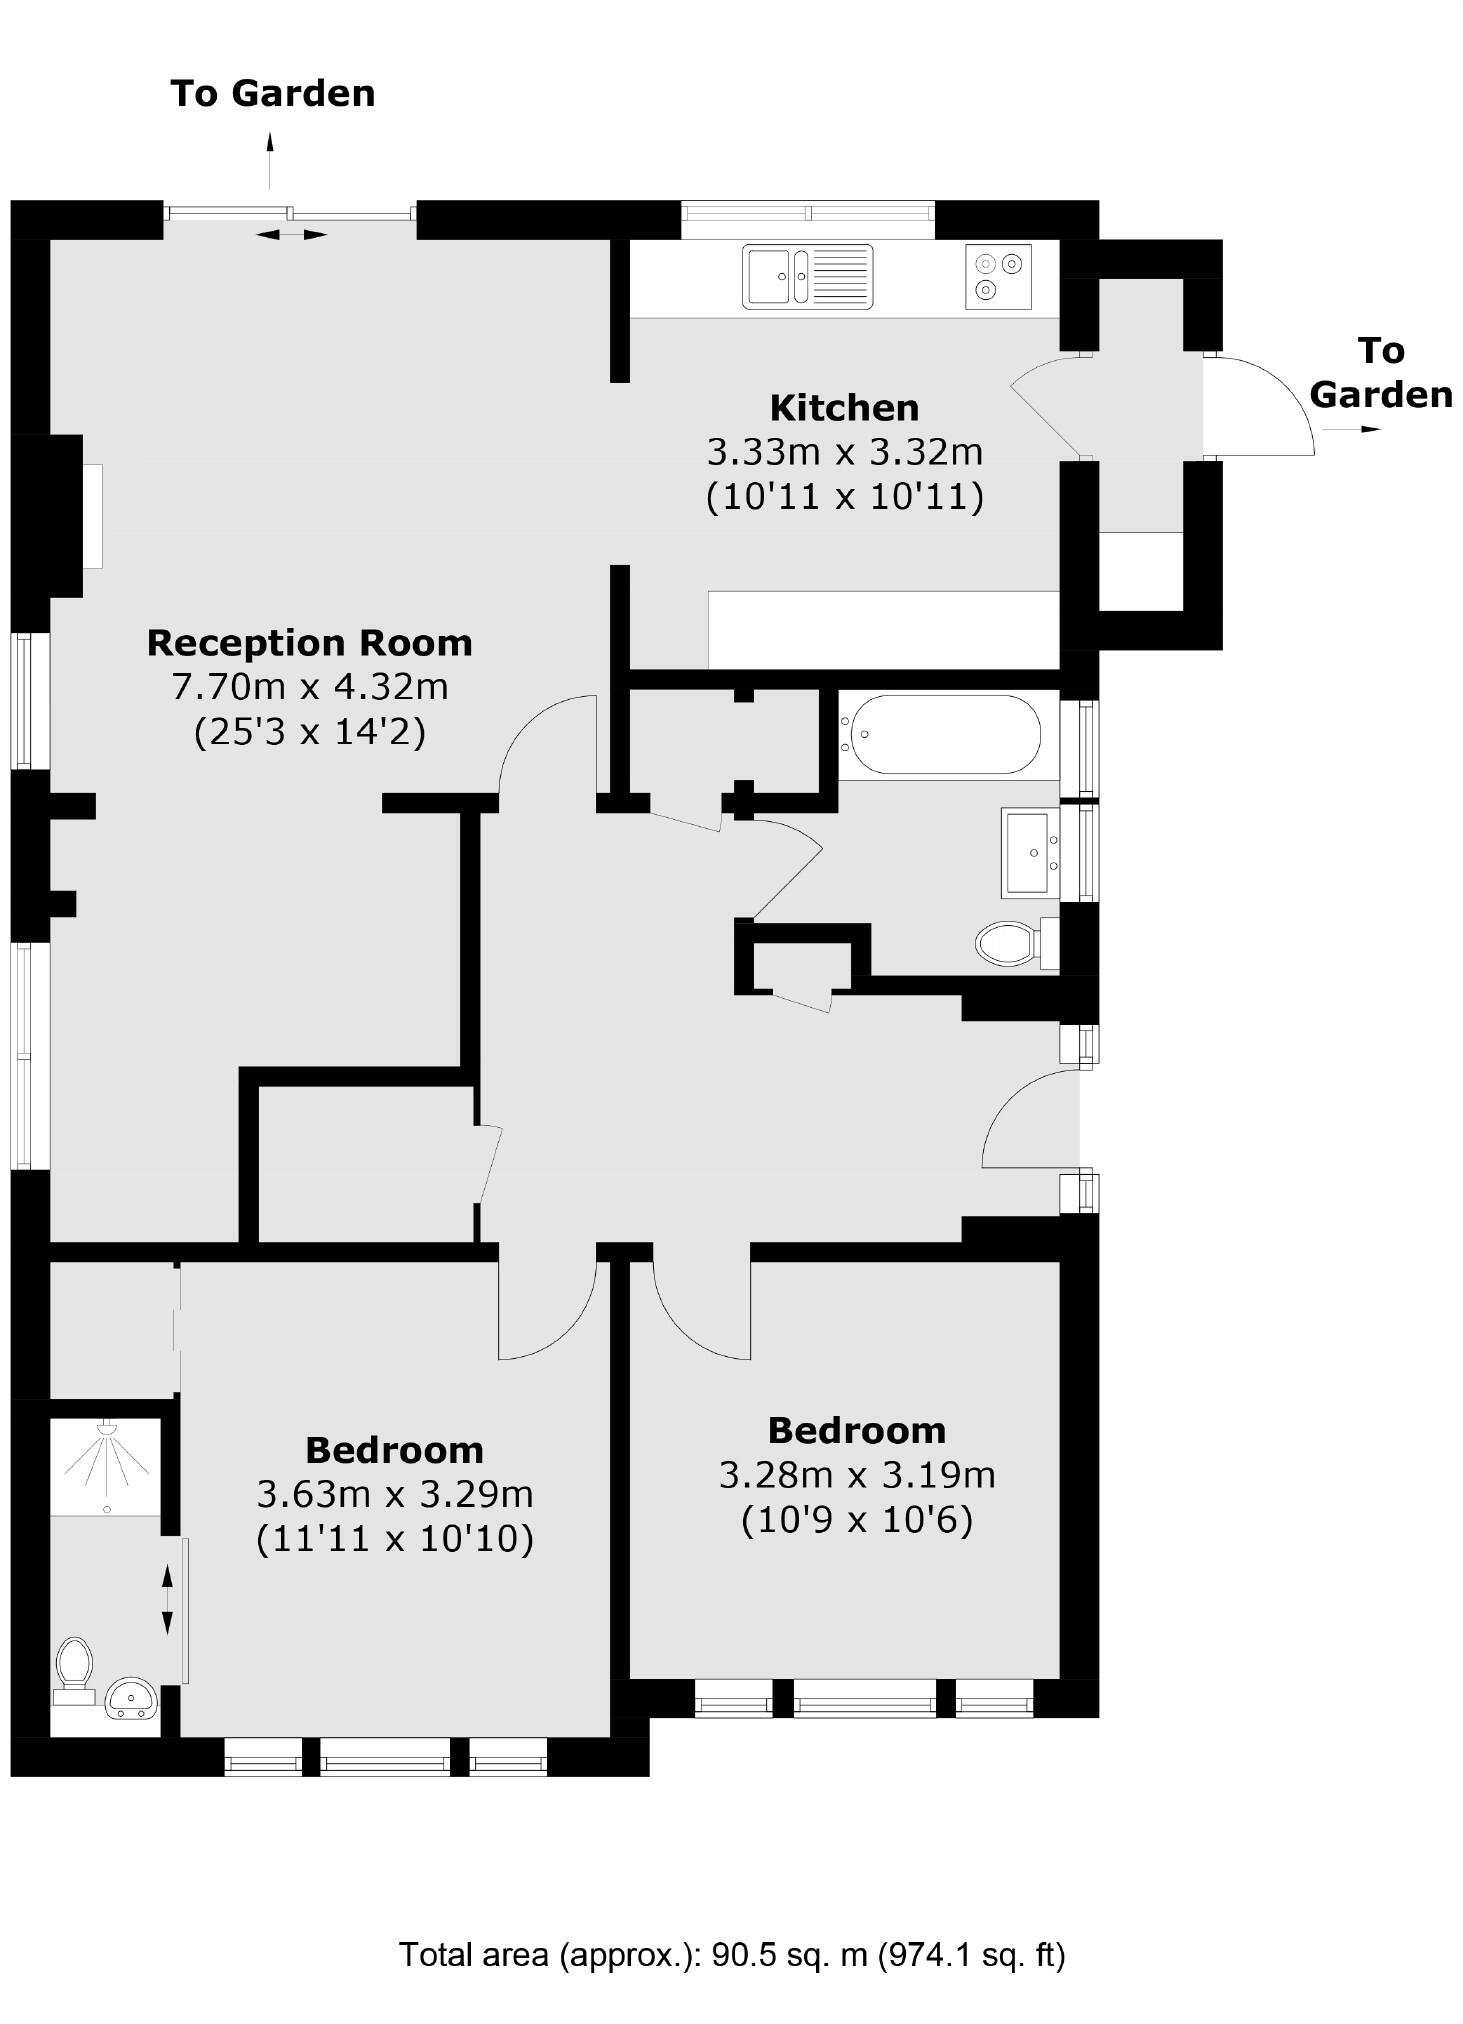 To Garden
To
Garden
Kitchen
3.33m x 3.32m
(10'11 x 10'11)
Reception Room
7.70m x 4.32m
(25'3 x 14'2)
Bedroom
3.63m x 3.29m
(11'11 x 10'10)
Bedroom
3.28m x 3.19m
(10'9 x 10'6)
Total area (approx.): 90.5 sq. m (974.1 sq. ft)